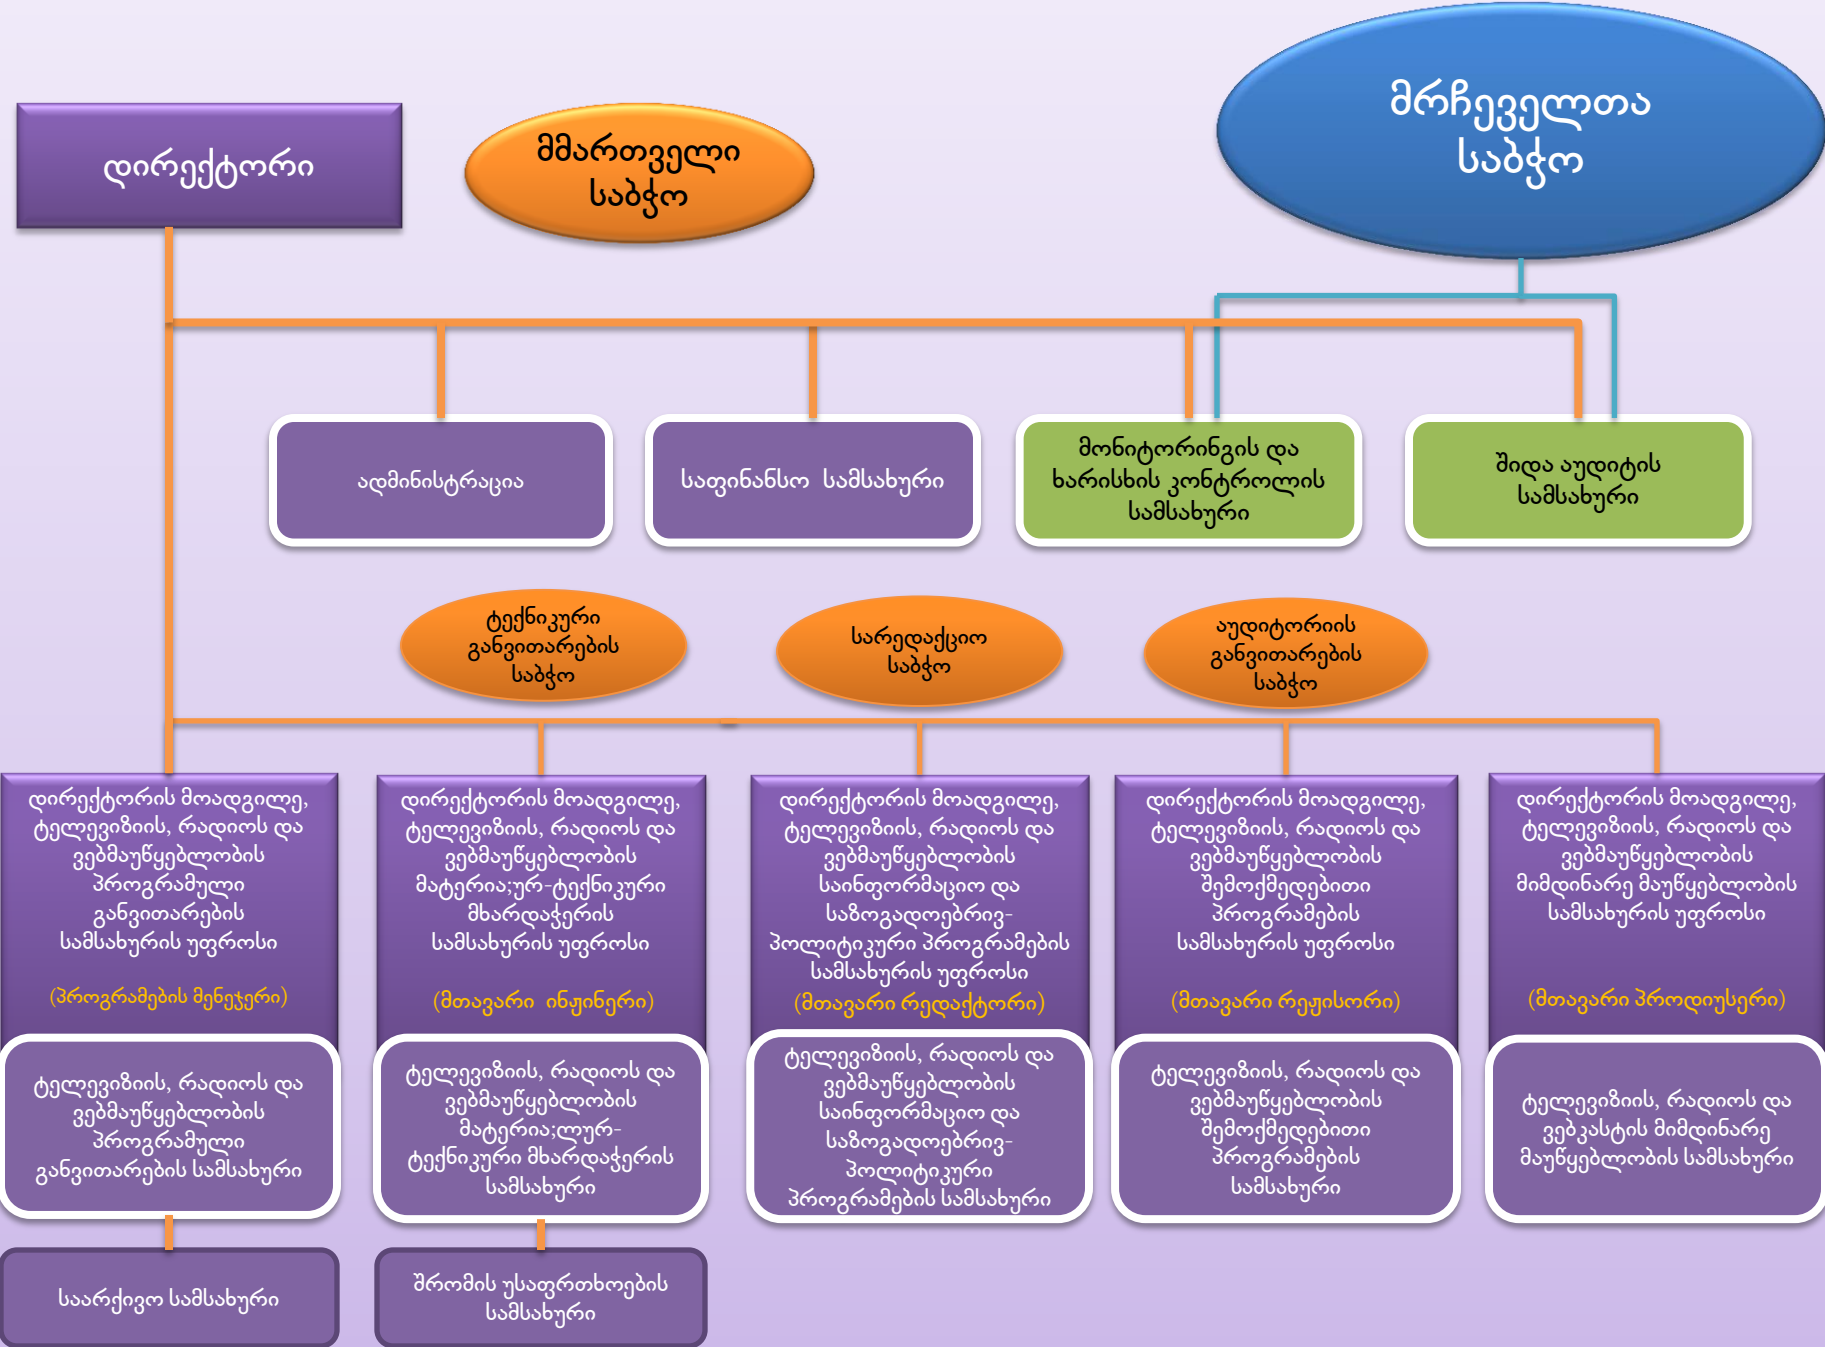 დირექტორი
მმართველი
საბჭო
მრჩეველთა
საბჭო
ადმინისტრაცია
საფინანსო სამსახური
მონიტორინგის და
ხარისხის კონტროლის
სამსახური
შიდა აუდიტის
სამსახური
ტექნიკური
განვითარების
საბჭო
სარედაქციო
საბჭო
აუდიტორიის
განვითარების
საბჭო
დირექტორის მოადგილე,
ტელევიზიის, რადიოს და
ვებმაუწყებლობის
პროგრამული
განვითარების
სამსახურის უფროსი
(პროგრამების მენეჯერი)
დირექტორის მოადგილე,
ტელევიზიის, რადიოს და
ვებმაუწყებლობის
მატერია;ურ-ტექნიკური
მხარდაჭერის
სამსახურის უფროსი
(მთავარი ინჟინერი)
დირექტორის მოადგილე,
ტელევიზიის, რადიოს და
ვებმაუწყებლობის
საინფორმაციო და
საზოგადოებრივ-
პოლიტიკური პროგრამების
სამსახურის უფროსი
(მთავარი რედაქტორი)
დირექტორის მოადგილე,
ტელევიზიის, რადიოს და
ვებმაუწყებლობის
შემოქმედებითი
პროგრამების
სამსახურის უფროსი
(მთავარი რეჟისორი)
დირექტორის მოადგილე,
ტელევიზიის, რადიოს და
ვებმაუწყებლობის
მიმდინარე მაუწყებლობის
სამსახურის უფროსი
(მთავარი პროდიუსერი)
ტელევიზიის, რადიოს და
ვებმაუწყებლობის
პროგრამული
განვითარების სამსახური
ტელევიზიის, რადიოს და
ვებმაუწყებლობის
მატერია;ლურ-
ტექნიკური მხარდაჭერის
სამსახური
ტელევიზიის, რადიოს და
ვებმაუწყებლობის
საინფორმაციო და
საზოგადოებრივ-
პოლიტიკური
პროგრამების სამსახური
ტელევიზიის, რადიოს და
ვებმაუწყებლობის
შემოქმედებითი
პროგრამების
სამსახური
ტელევიზიის, რადიოს და
ვებკასტის მიმდინარე
მაუწყებლობის სამსახური
საარქივო სამსახური
შრომის უსაფრთხოების
სამსახური